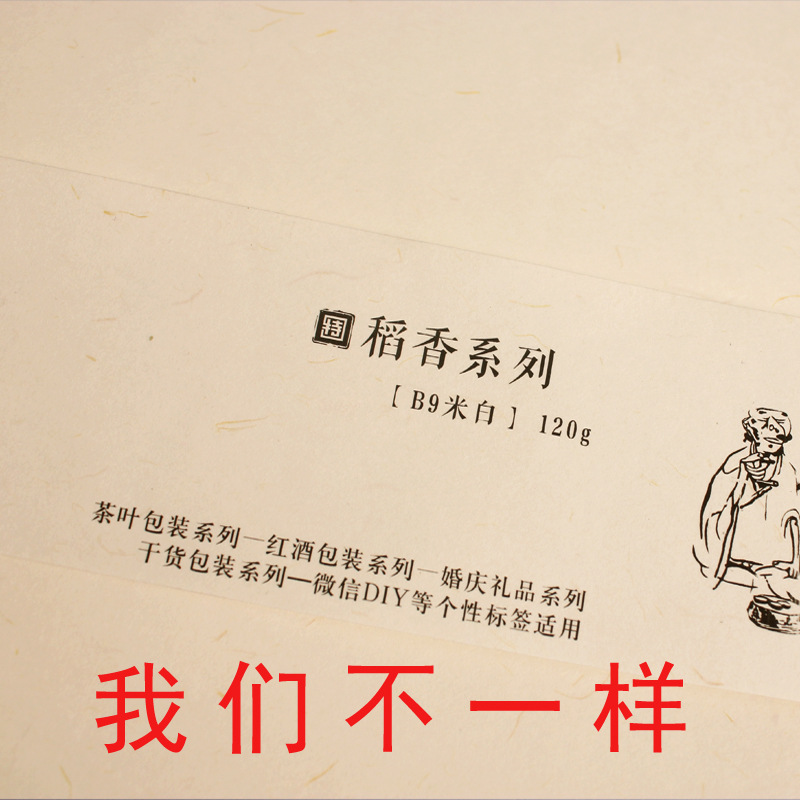 特 稻香系列
[ B9米白 ] 120g
茶叶包装系列—红酒包装系列—婚庆礼品系列
干货包装系列—微信DIY等个性标签适用
我们不一样